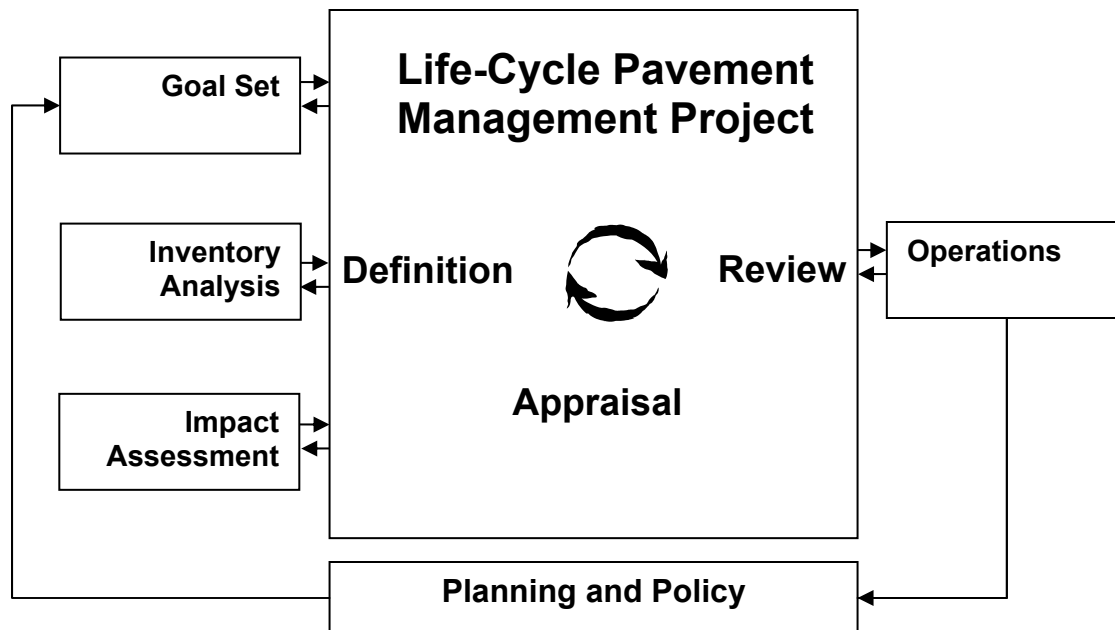 Life-Cycle Pavement
Management Project
Goal Set
Inventory
Analysis
Definition
Review
Operations
Appraisal
Impact
Assessment
Planning and Policy